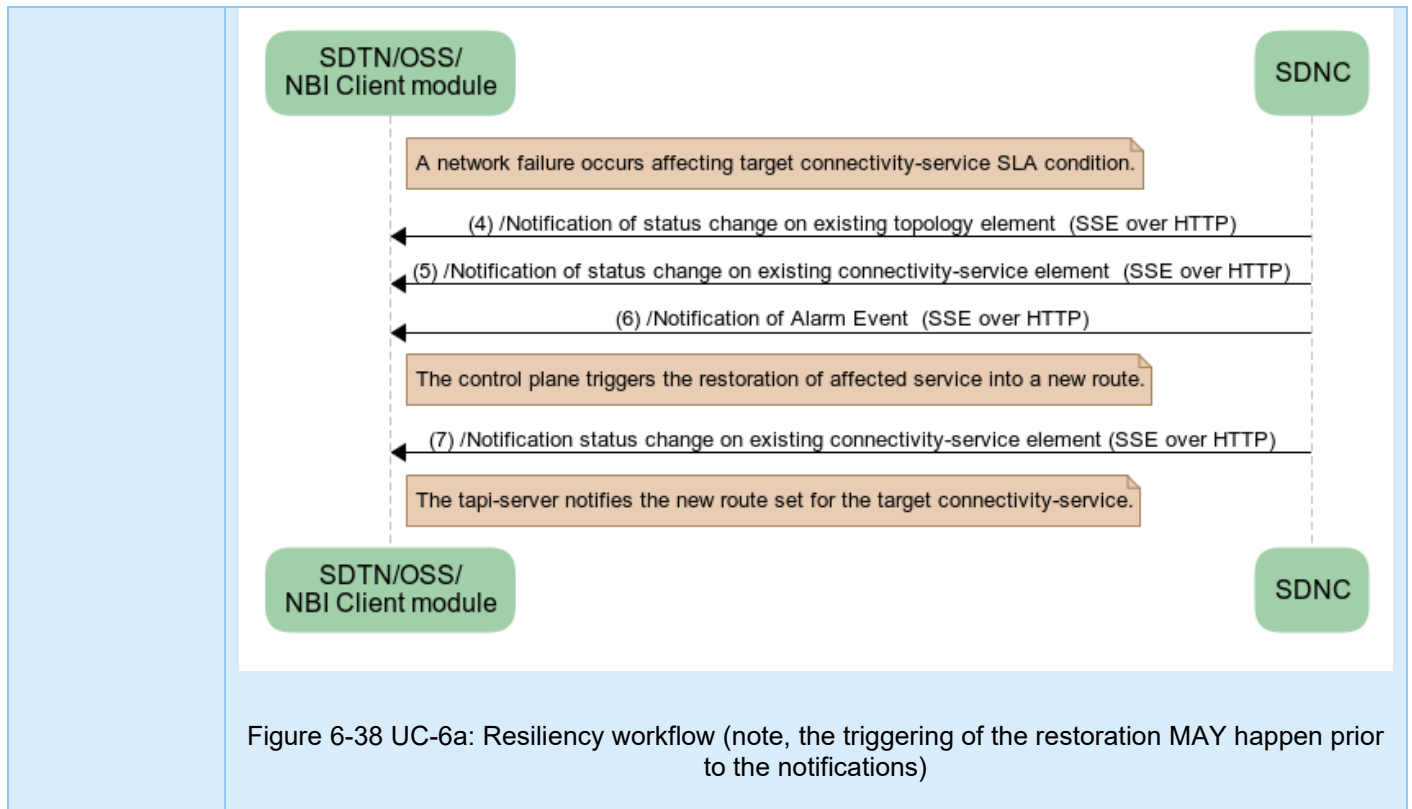 SDTN/OSS/
NBI Client module
SDNC
A network failure occurs affecting target connectivity-service SLA condition.
(4) /Notification of status change on existing topology element (SSE over HTTP)
(5) /Notification of status change on existing connectivity-service element (SSE over HTTP)
(6) /Notification of Alarm Event (SSE over HTTP)
The control plane triggers the restoration of affected service into a new route.
(7) /Notification status change on existing connectivity-service element (SSE over HTTP)
The tapi-server notifies the new route set for the target connectivity-service.
SDTN/OSS/
NBI Client module
SDNC
Figure 6-38 UC-6a: Resiliency workflow (note, the triggering of the restoration MAY happen prior
to the notifications)